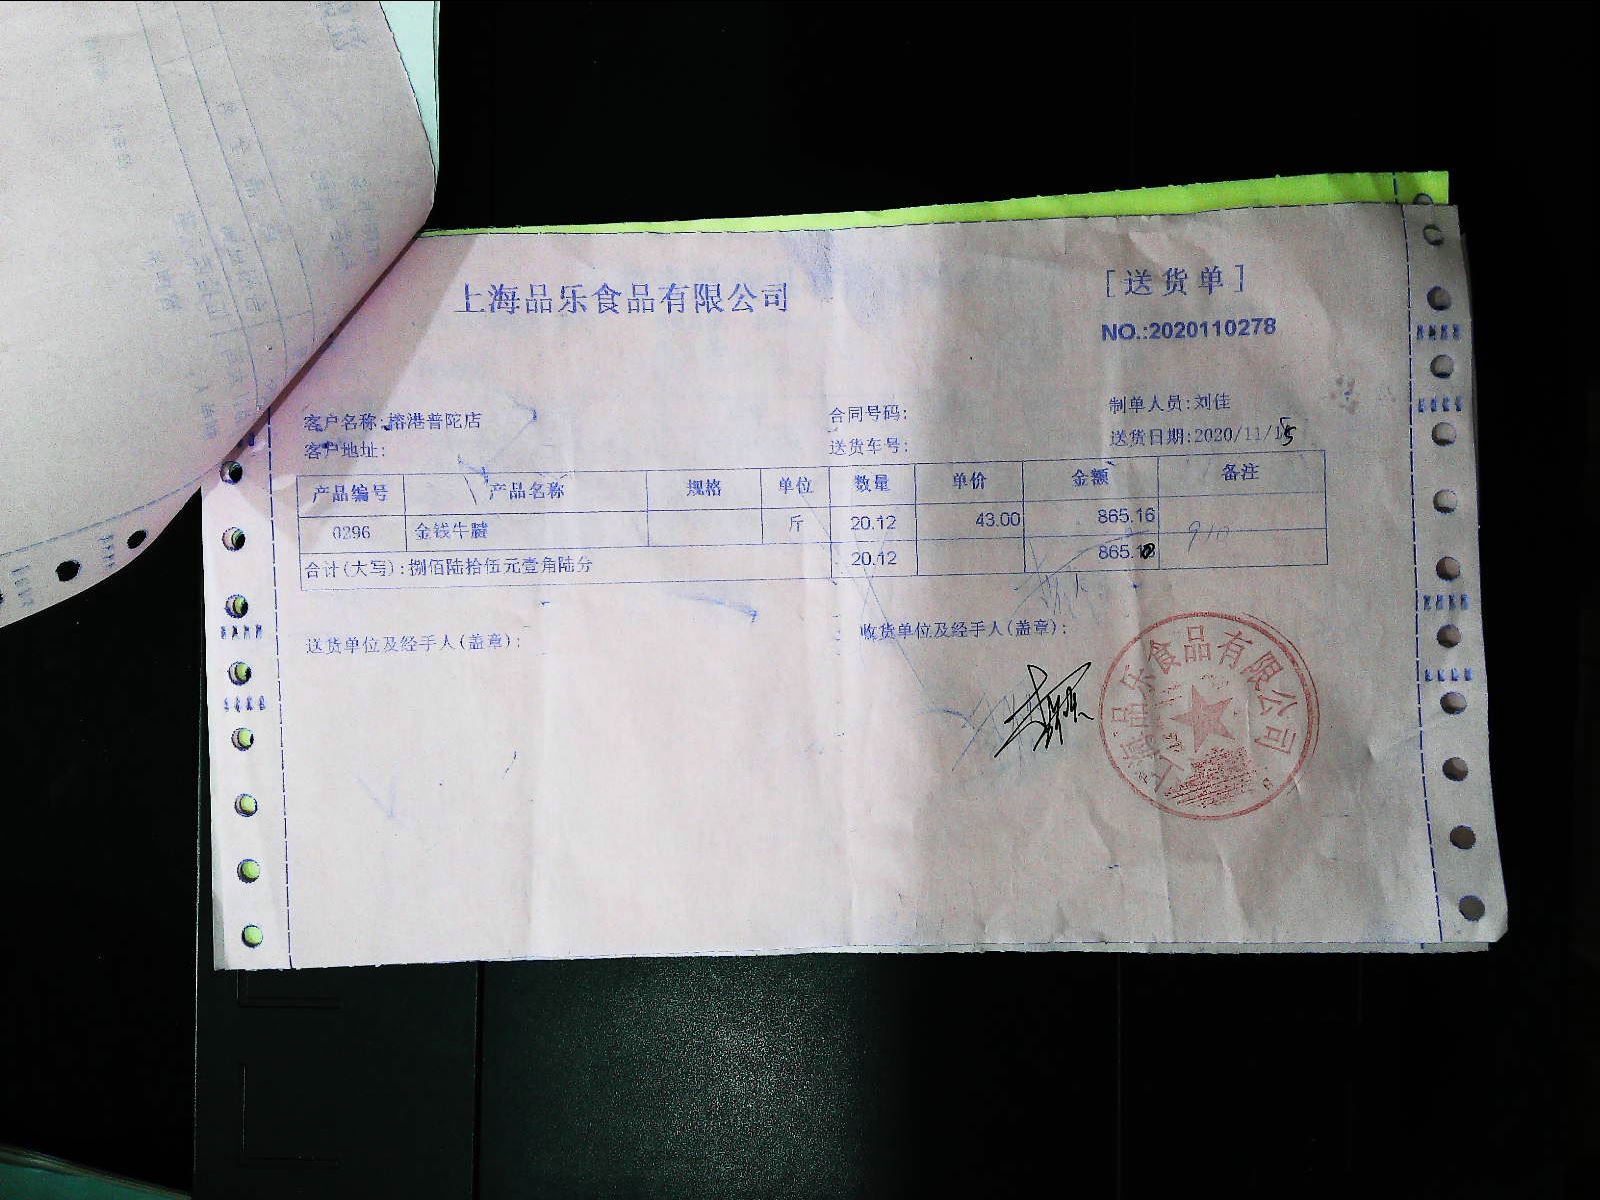 上海品乐食品有限公司
[送货单]
NO.:2020110278
客户名称:榕港普陀店
合同号码:
制单人员:刘佳
客户地址:
送货车号:
送货日期:2020/11/15
产品编号 产品名称 规格 单位 数量 单价 金额 备注
0296 金钱牛腱 斤 20.12 43.00 865.16
合计(大写):捌佰陆拾伍元壹角陆分 20.12 865.10
送货单位及经手人(盖章):
收货单位及经手人(盖章):
上海品乐食品有限公司